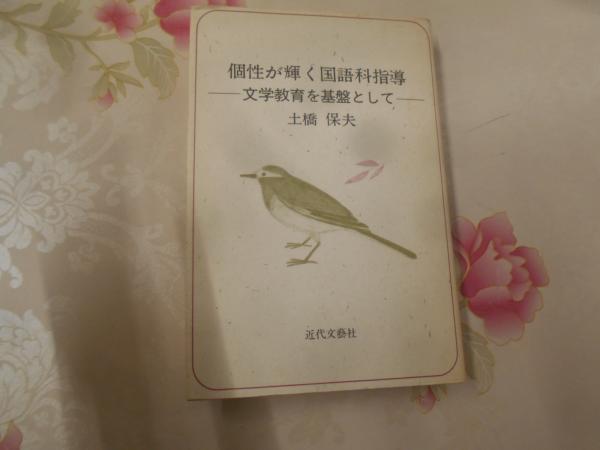 個性が輝く国語科指導
―文学教育を基盤として―
土橋 保夫
近代文藝社